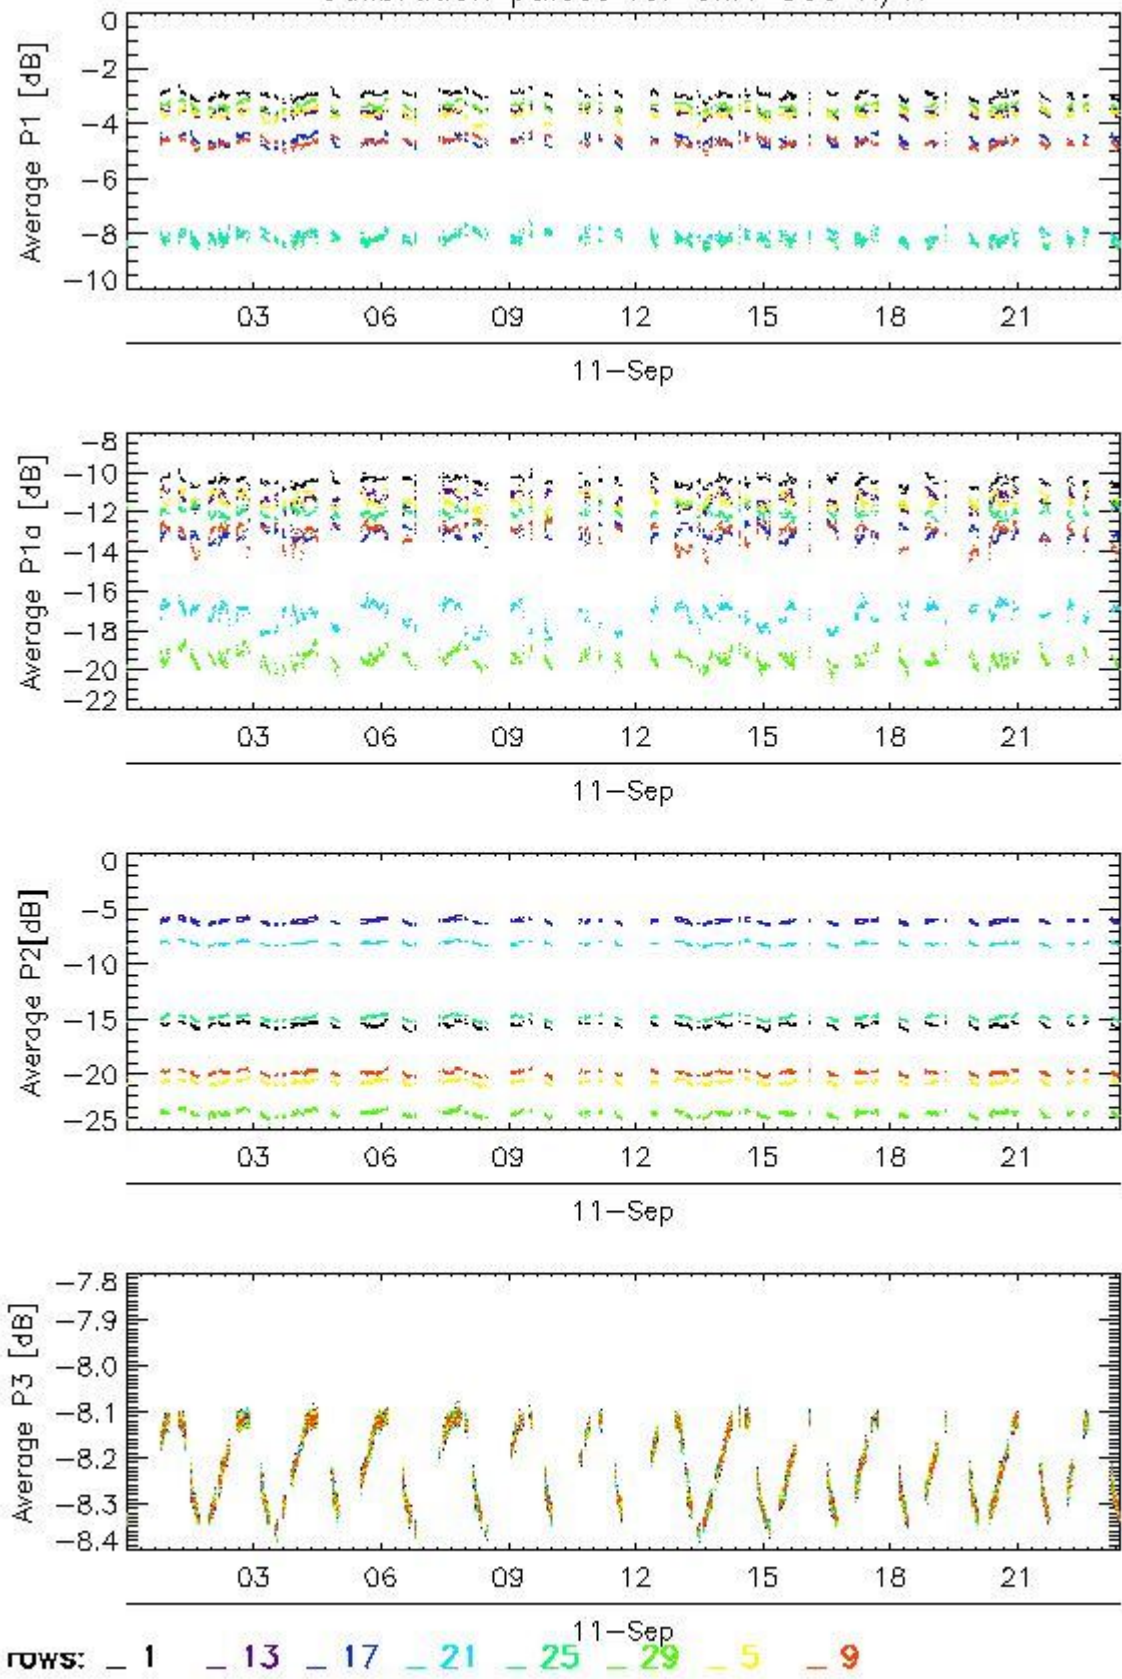 0
-2
-4
-6
-8
-10
Average P1 [dB]
03 06 09 12 15 18 21
11-Sep
-8
-10
-12
-14
-16
-18
-20
-22
Average P1a [dB]
03 06 09 12 15 18 21
11-Sep
0
-5
-10
-15
-20
-25
Average P2[dB]
03 06 09 12 15 18 21
11-Sep
-7.8
-7.9
-8.0
-8.1
-8.2
-8.3
-8.4
Average P3 [dB]
03 06 09 12 15 18 21
11-Sep
rows: _ 1 _ 13 _ 17 _ 21 _ 25 _ 29 _ 5 _ 9